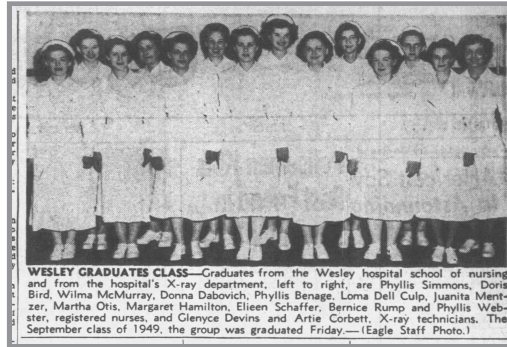 WESLEY GRADUATES CLASS—Graduates from the Wesley hospital school of nursing
and from the hospital's X-ray department, left to right, are Phyllis Simmons, Doris
Bird, Wilma McMurray, Donna Dabovich, Phyllis Benage, Loma Dell Culp, Juanita Ment-
zer, Martha Otis, Margaret Hamilton, Elieen Schaffer, Bernice Rump and Phyllis Web-
ster, registered nurses, and Glenyce Devins and Artie Corbett, X-ray technicians. The
September class of 1949, the group was graduated Friday.—(Eagle Staff Photo.)